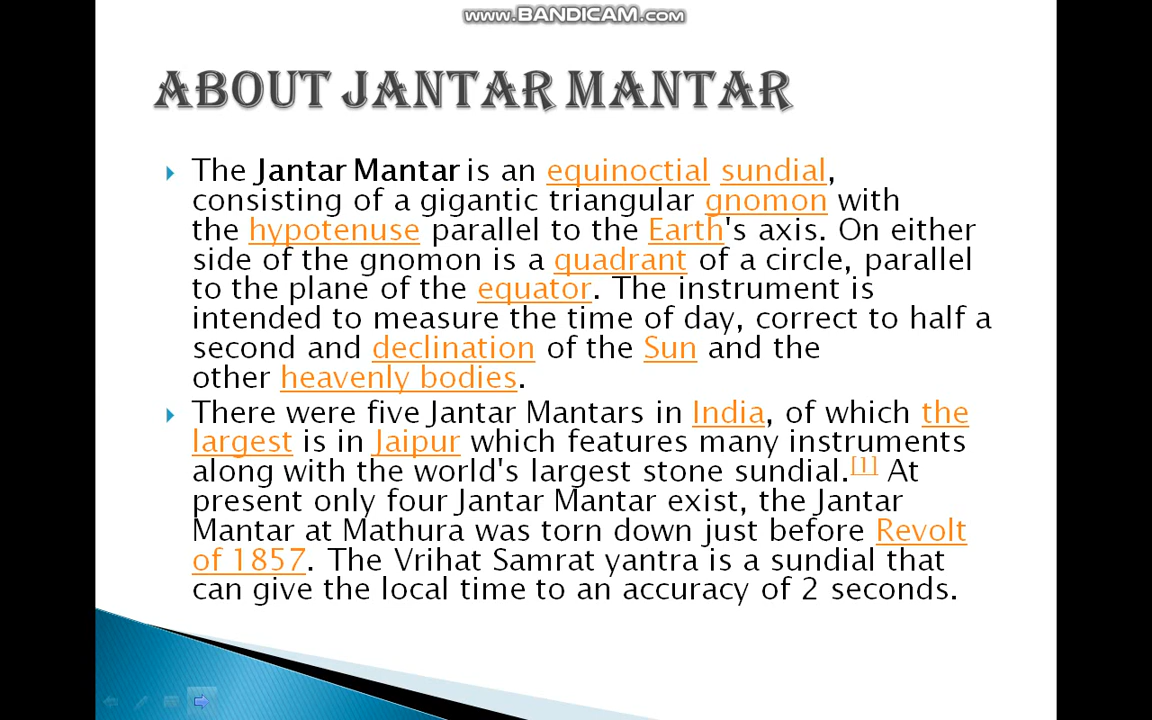 www.BANDICAM.com
ABOUT JANTAR MANTAR
The Jantar Mantar is an equinoctial sundial,
consisting of a gigantic triangular gnomon with
the hypotenuse parallel to the Earth's axis. On either
side of the gnomon is a quadrant of a circle, parallel
to the plane of the equator. The instrument is
intended to measure the time of day, correct to half a
second and declination of the Sun and the
other heavenly bodies.
There were five Jantar Mantars in India, of which the
largest is in Jaipur which features many instruments
along with the world's largest stone sundial.[1] At
present only four Jantar Mantar exist, the Jantar
Mantar at Mathura was torn down just before Revolt
of 1857. The Vrihat Samrat yantra is a sundial that
can give the local time to an accuracy of 2 seconds.